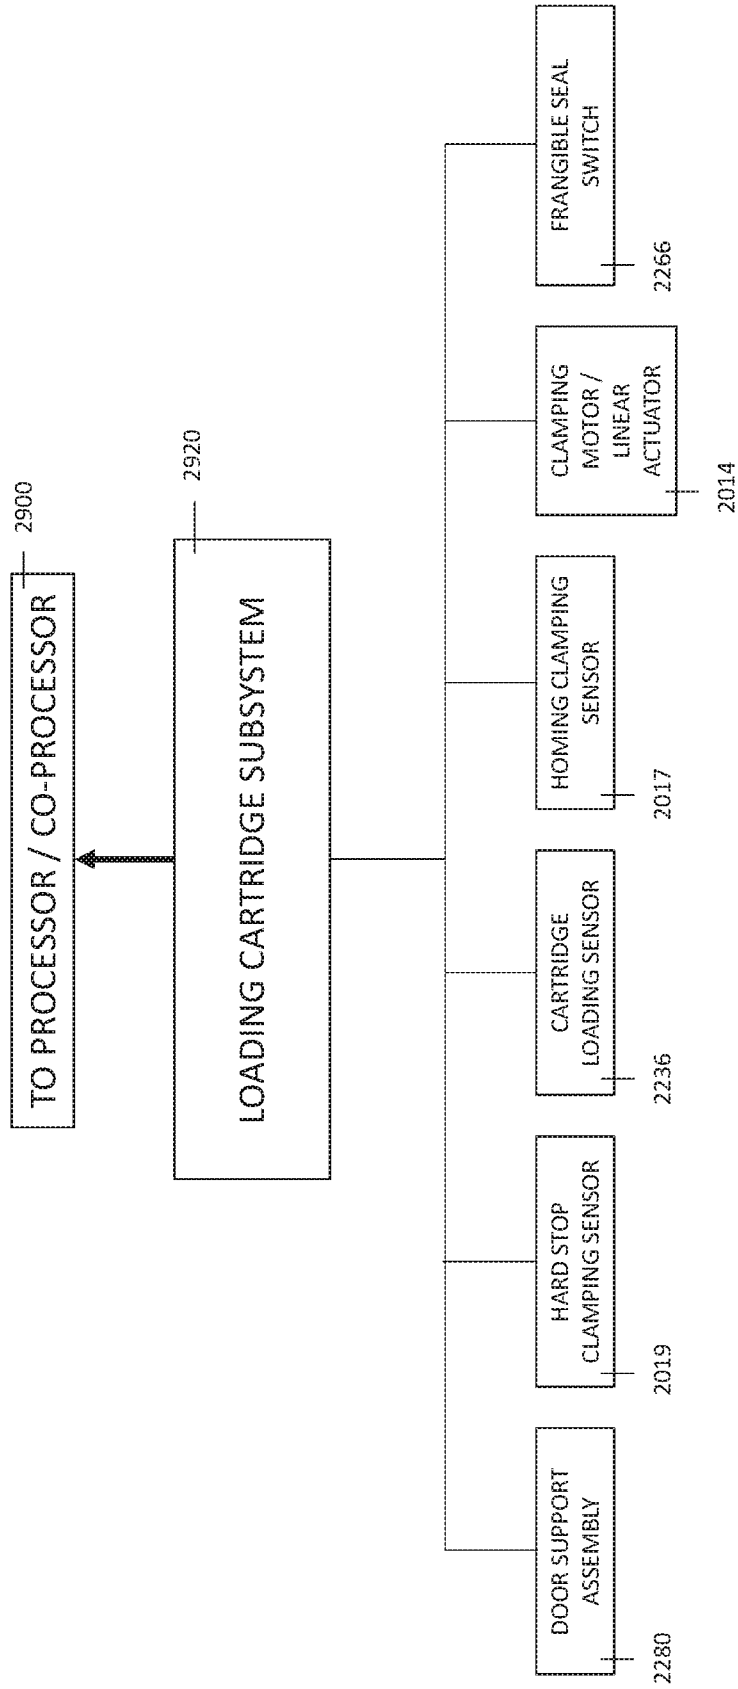 2900
TO PROCESSOR / CO-PROCESSOR
2920
LOADING CARTRIDGE SUBSYSTEM
DOOR SUPPORT
ASSEMBLY
2280
HARD STOP
CLAMPING SENSOR
2019
CARTRIDGE
LOADING SENSOR
2236
HOMING CLAMPING
SENSOR
2017
CLAMPING
MOTOR /
LINEAR
ACTUATOR
2014
FRANGIBLE SEAL
SWITCH
2266